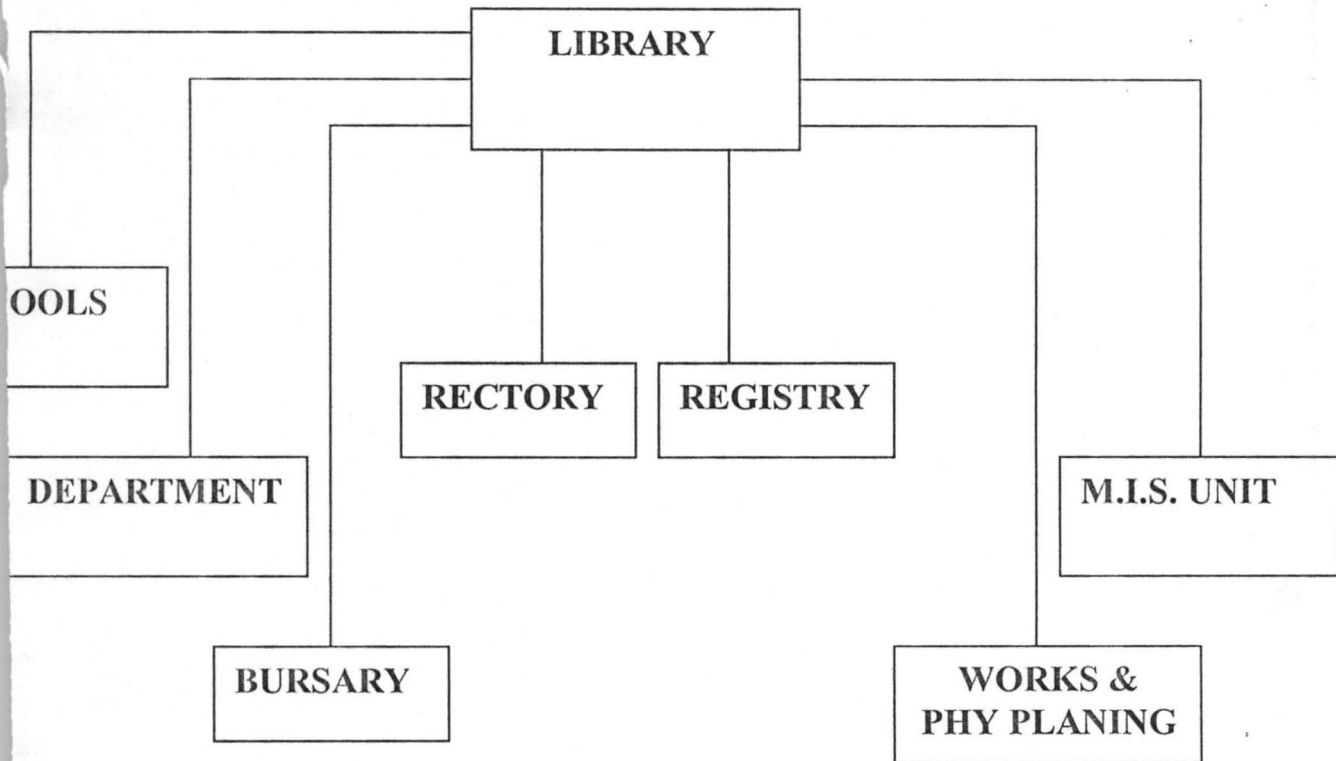 LIBRARY
OOLS
RECTORY
REGISTRY
DEPARTMENT
M.I.S. UNIT
BURSARY
WORKS &
PHY PLANING